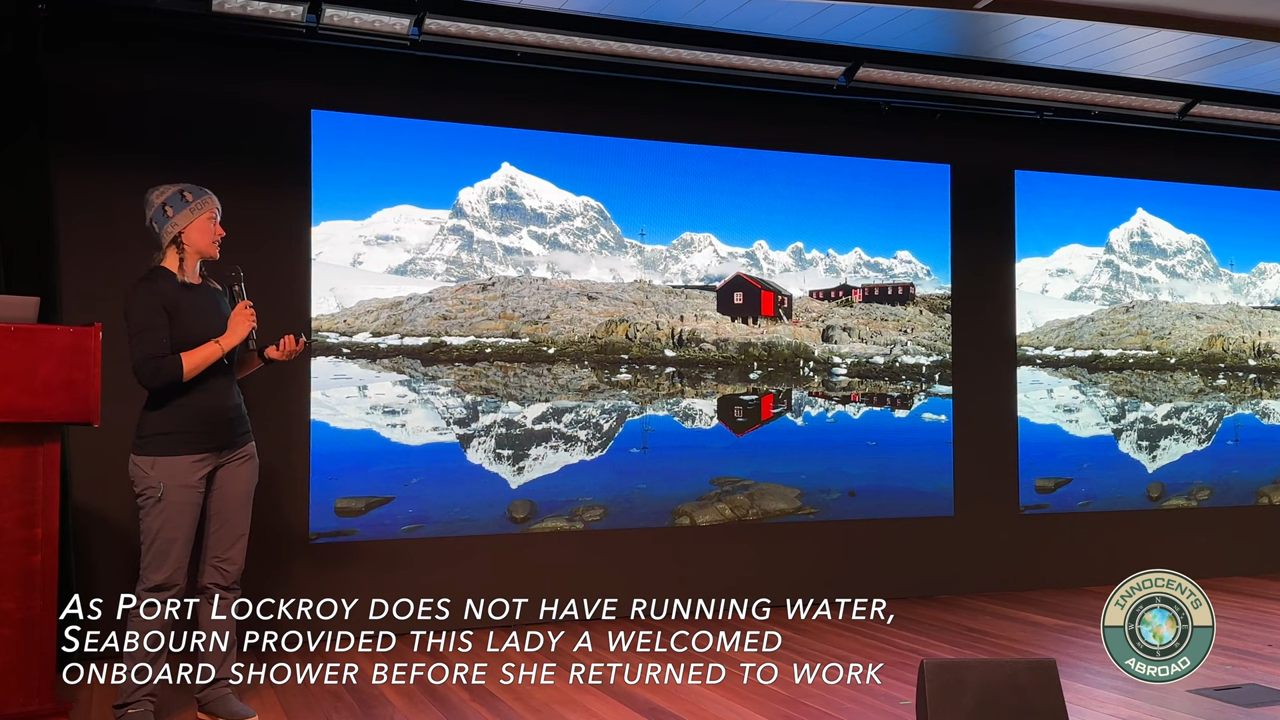 PORT
AS PORT LOCKROY DOES NOT HAVE RUNNING WATER,
SEABOURN PROVIDED THIS LADY A WELCOMED
ONBOARD SHOWER BEFORE SHE RETURNED TO WORK
INNOCENTS
N
W E
S
ABROAD